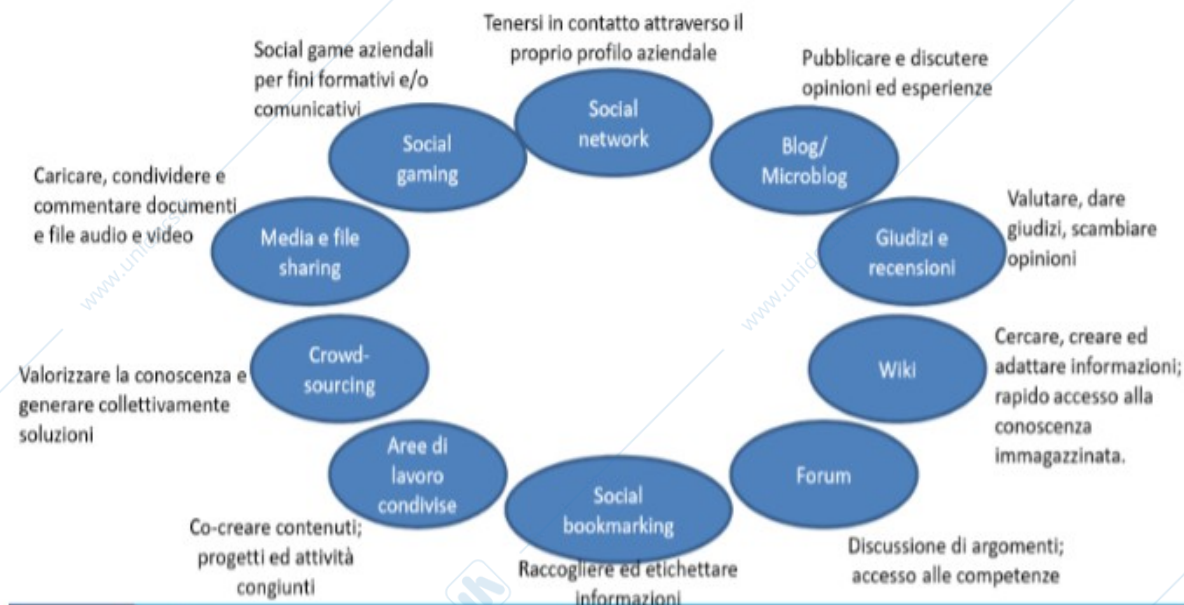 Tenersi in contatto attraverso il
proprio profilo aziendale
Social
network
Pubblicare e discutere
opinioni ed esperienze
Blog/
Microblog
Valutare, dare
giudizi, scambiare
opinioni
Giudizi e
recensioni
Cercare, creare ed
adattare informazioni;
rapido accesso alla
conoscenza
immagazzinata.
Wiki
Forum
Discussione di argomenti;
accesso alle competenze
Social
bookmarking
Raccogliere ed etichettare
informazioni
Aree di
lavoro
condivise
Co-creare contenuti;
progetti ed attività
congiunti
Crowd-
sourcing
Valorizzare la conoscenza e
generare collettivamente
soluzioni
Media e file
sharing
Caricare, condividere e
commentare documenti
e file audio e video
Social
gaming
Social game aziendali
per fini formativi e/o
comunicativi